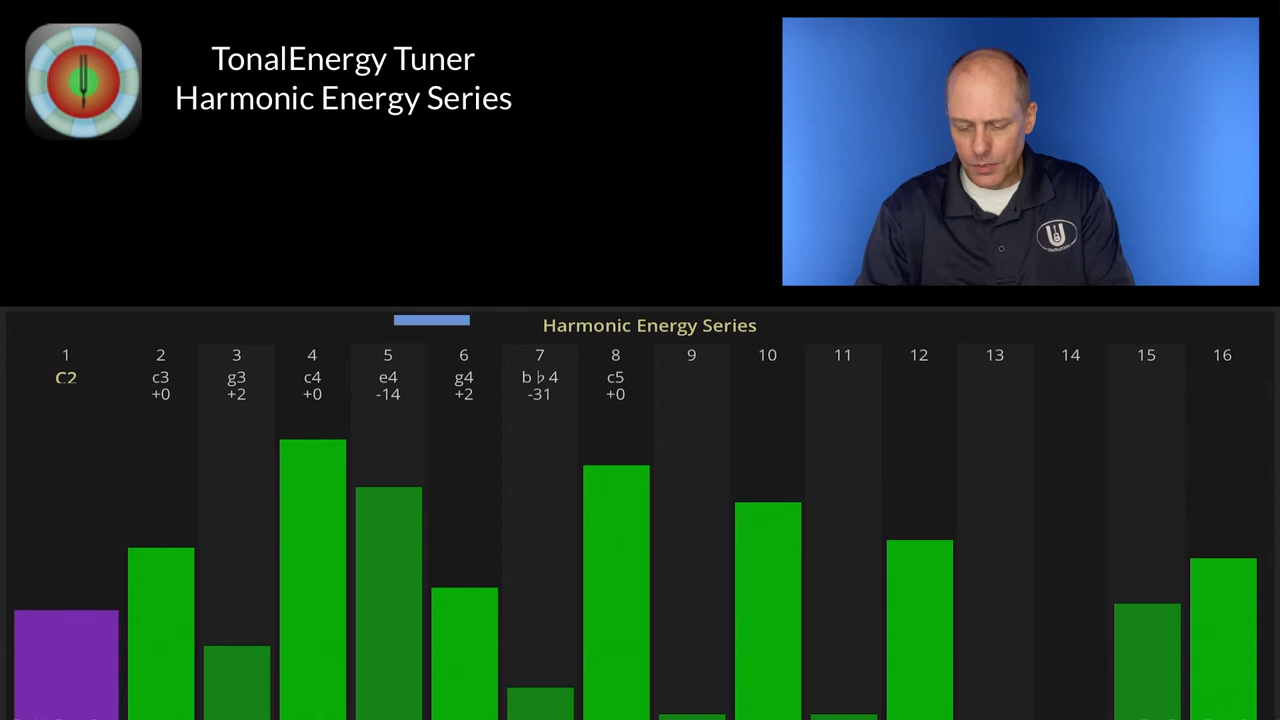 TonalEnergy Tuner
Harmonic Energy Series
U
Harmonic Energy Series
1 2 3 4 5 6 7 8 9 10 11 12 13 14 15 16
C2 c3 g3 c4 e4 g4 b♭4 c5
+0 +2 +0 -14 +2 -31 +0